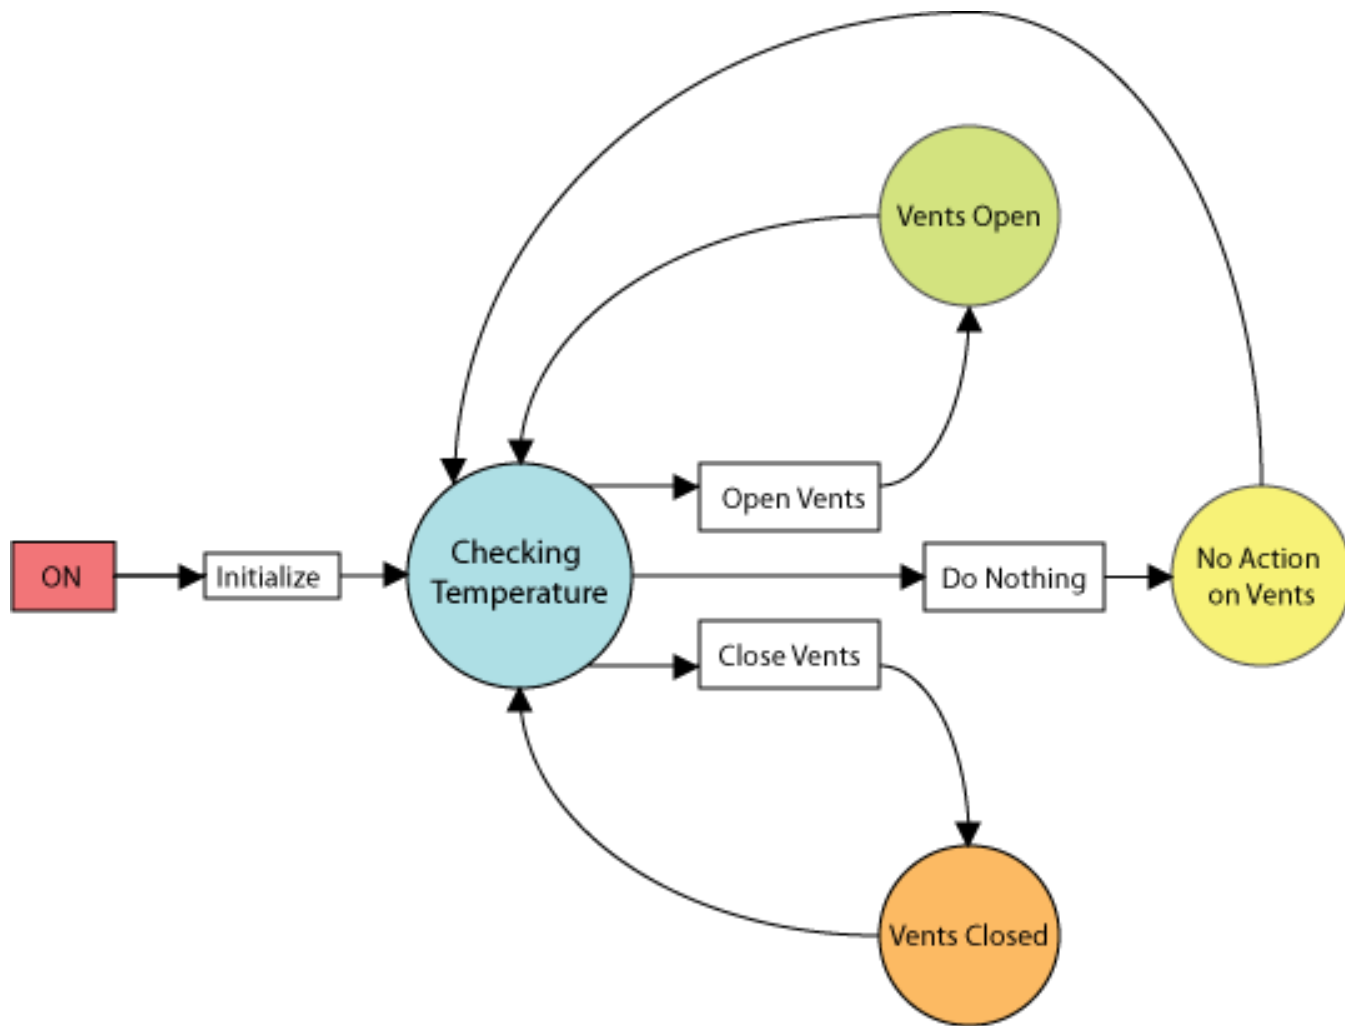 Vents Open
Open Vents
ON
Initialize
Checking
Temperature
Do Nothing
No Action
on Vents
Close Vents
Vents Closed